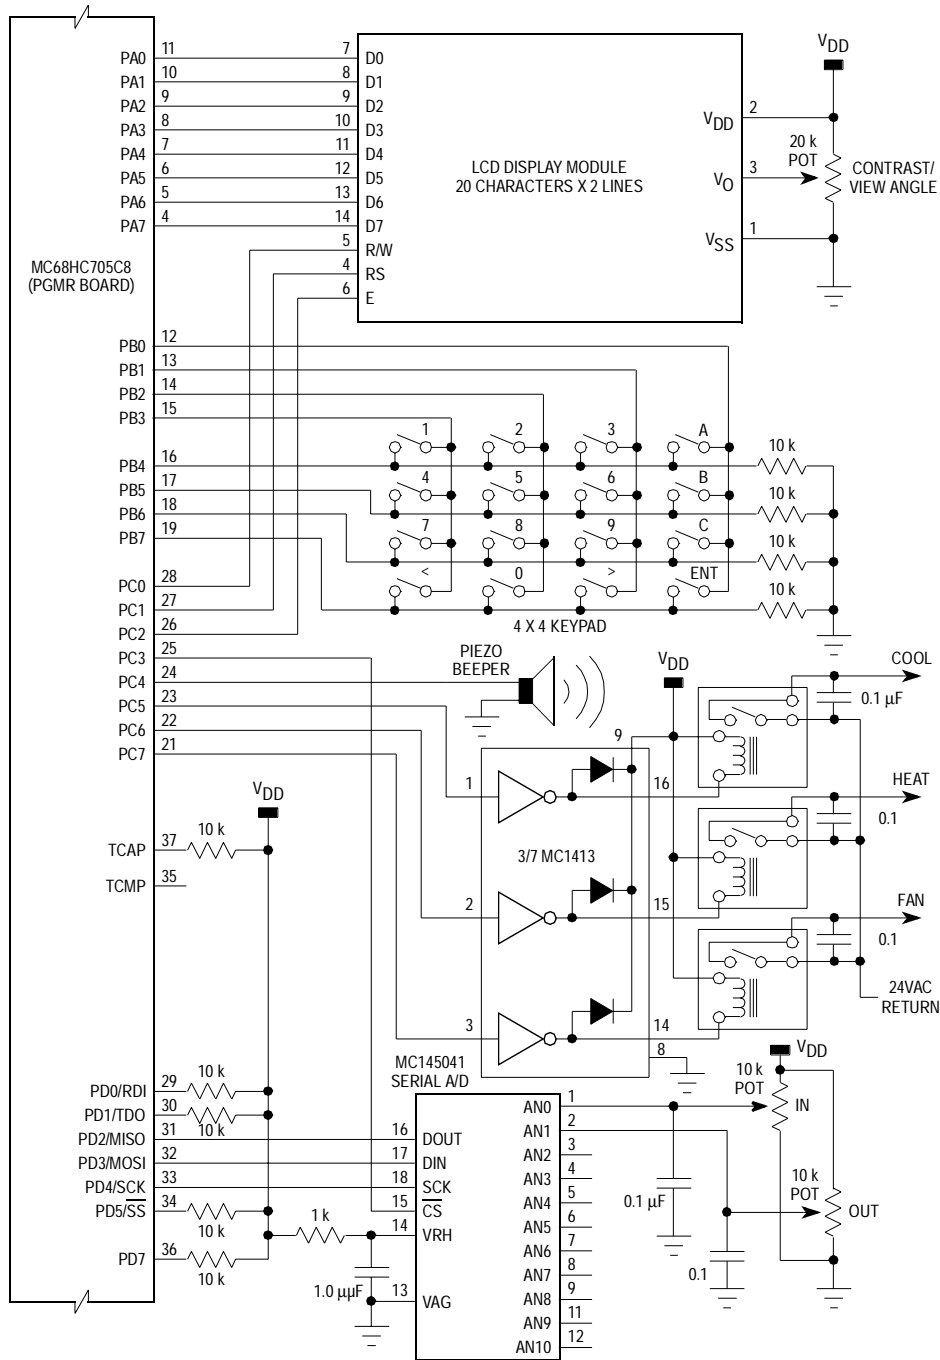 MC68HC705C8
(PGMR BOARD)
PA0 11
PA1 10
PA2 9
PA3 8
PA4 7
PA5 6
PA6 5
PA7 4
7 D0
8 D1
9 D2
10 D3
11 D4
12 D5
13 D6
14 D7
5 R/W
4 RS
6 E
LCD DISPLAY MODULE
20 CHARACTERS X 2 LINES
VDD 2
VO 3
VSS 1
VDD
20 k
POT
CONTRAST/
VIEW ANGLE
PB0 12
PB1 13
PB2 14
PB3 15
PB4 16
PB5 17
PB6 18
PB7 19
1 2 3 A
4 5 6 B
7 8 9 C
< 0 > ENT
10 k
10 k
10 k
10 k
4 X 4 KEYPAD
PC0 28
PC1 27
PC2 26
PC3 25
PC4 24
PC5 23
PC6 22
PC7 21
PIEZO
BEEPER
VDD
COOL
0.1 µF
HEAT
0.1
FAN
0.1
24VAC
RETURN
9
1 16
3/7 MC1413
2 15
3 14
8
VDD
TCAP 37 10 k
TCMP 35
PD0/RDI 29 10 k
PD1/TDO 30 10 k
PD2/MISO 31
PD3/MOSI 32
PD4/SCK 33
PD5/SS 34 10 k
PD7 36 10 k
1 k
1.0 µµF
MC145041
SERIAL A/D
16 DOUT
17 DIN
18 SCK
15 CS
14 VRH
13 VAG
AN0 1
AN1 2
AN2 3
AN3 4
AN4 5
AN5 6
AN6 7
AN7 8
AN8 9
AN9 11
AN10 12
VDD
10 k
POT
IN
0.1 µF
10 k
POT
OUT
0.1